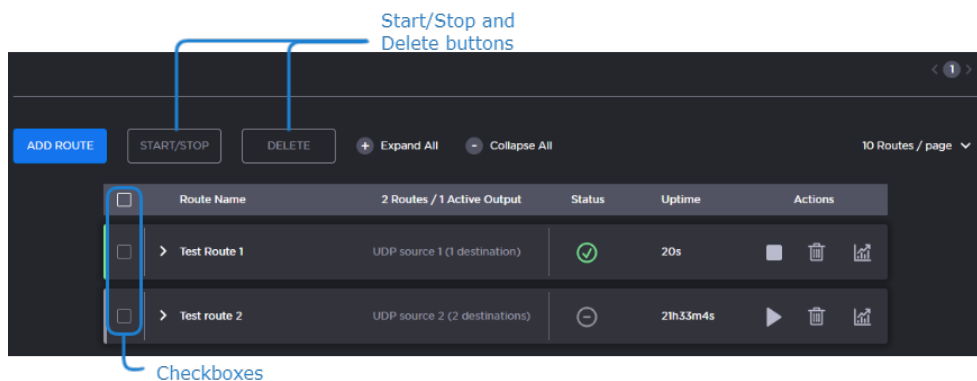 Start/Stop and
Delete buttons
1
ADD ROUTE START/STOP DELETE Expand All Collapse All 10 Routes / page
Route Name 2 Routes / 1 Active Output Status Uptime Actions
Test Route 1 UDP source 1 (1 destination) 20s
Test route 2 UDP source 2 (2 destinations) 21h33m4s
Checkboxes